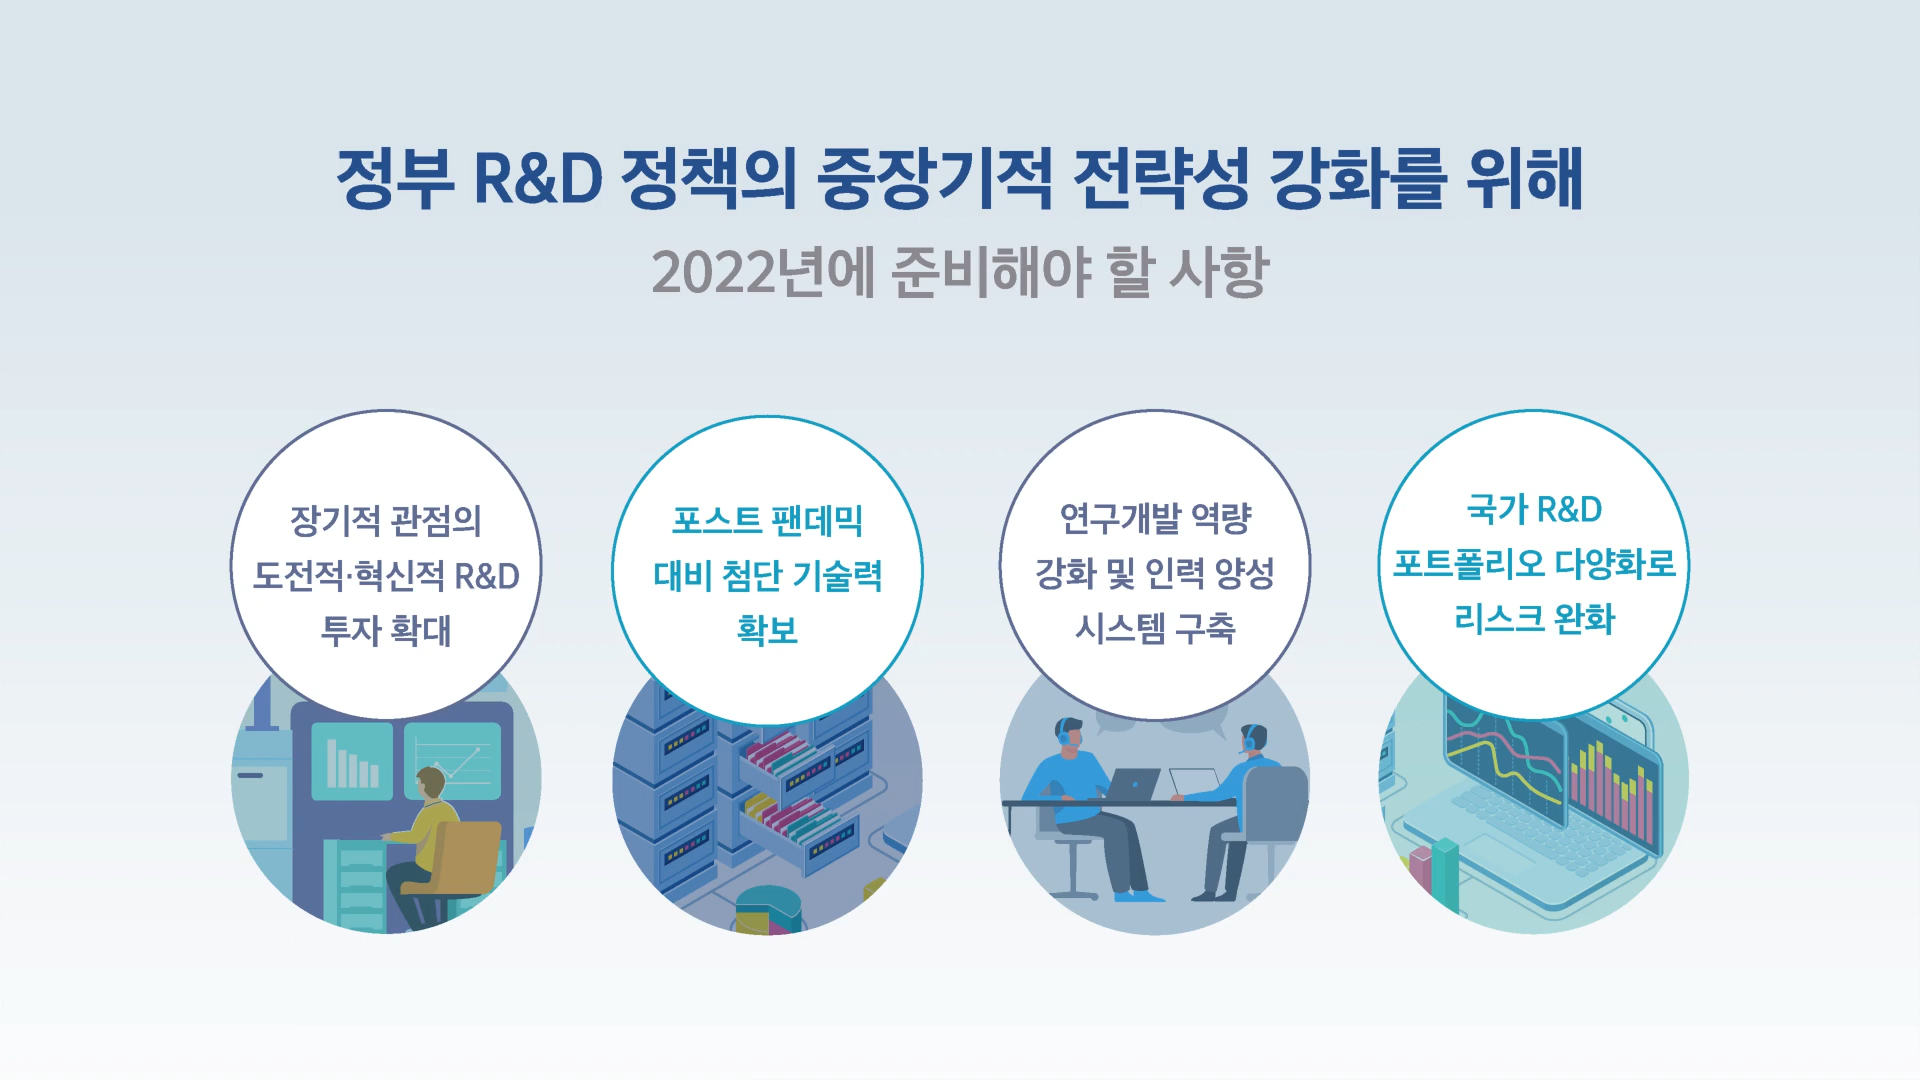 정부 R&D 정책의 중장기적 전략성 강화를 위해
2022년에 준비해야 할 사항
장기적 관점의
도전적·혁신적 R&D
투자 확대
포스트 팬데믹
대비 첨단 기술력
확보
연구개발 역량
강화 및 인력 양성
시스템 구축
국가 R&D
포트폴리오 다양화로
리스크 완화